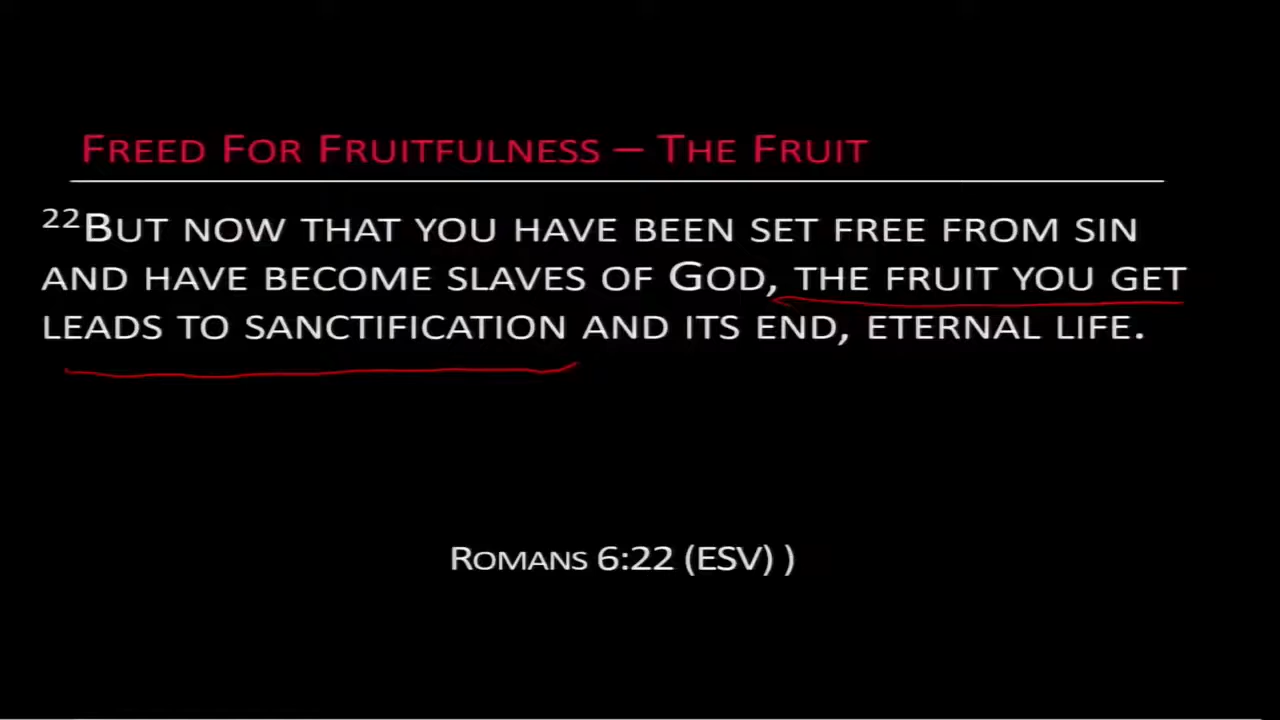 Freed For Fruitfulness – The Fruit
22But now that you have been set free from sin
and have become slaves of God, the fruit you get
leads to sanctification and its end, eternal life.
Romans 6:22 (ESV) )